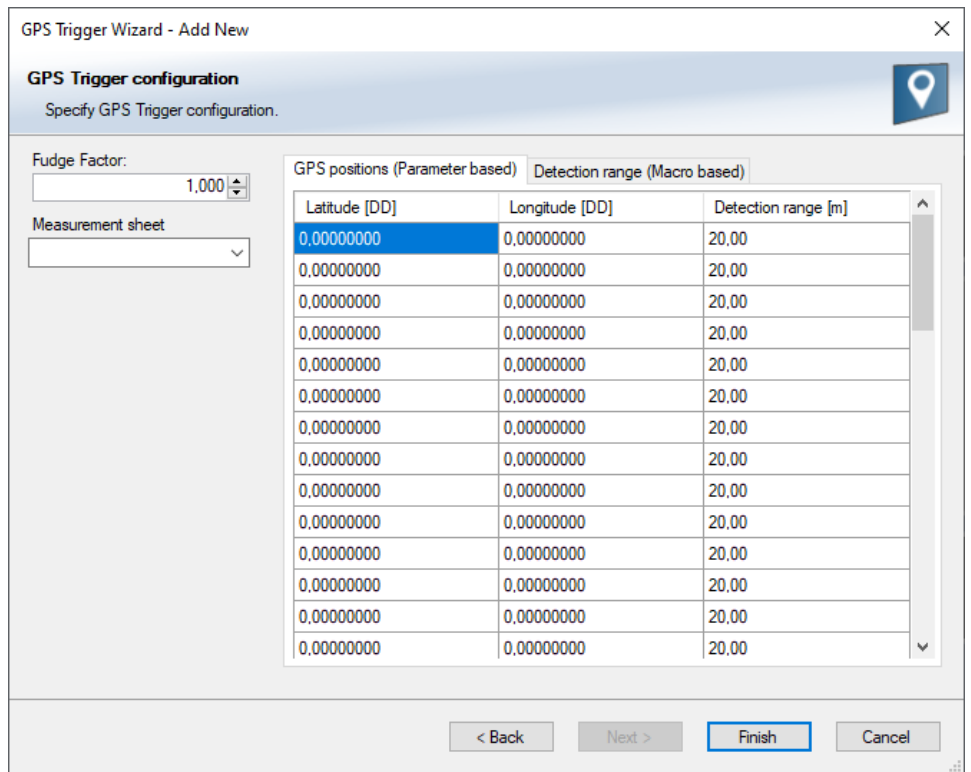 GPS Trigger Wizard - Add New
GPS Trigger configuration
Specify GPS Trigger configuration.
Fudge Factor:
1,000
Measurement sheet
GPS positions (Parameter based) Detection range (Macro based)
Latitude [DD] Longitude [DD] Detection range [m]
0,00000000 0,00000000 20,00
0,00000000 0,00000000 20,00
0,00000000 0,00000000 20,00
0,00000000 0,00000000 20,00
0,00000000 0,00000000 20,00
0,00000000 0,00000000 20,00
0,00000000 0,00000000 20,00
0,00000000 0,00000000 20,00
0,00000000 0,00000000 20,00
0,00000000 0,00000000 20,00
0,00000000 0,00000000 20,00
0,00000000 0,00000000 20,00
0,00000000 0,00000000 20,00
0,00000000 0,00000000 20,00
< Back Next > Finish Cancel